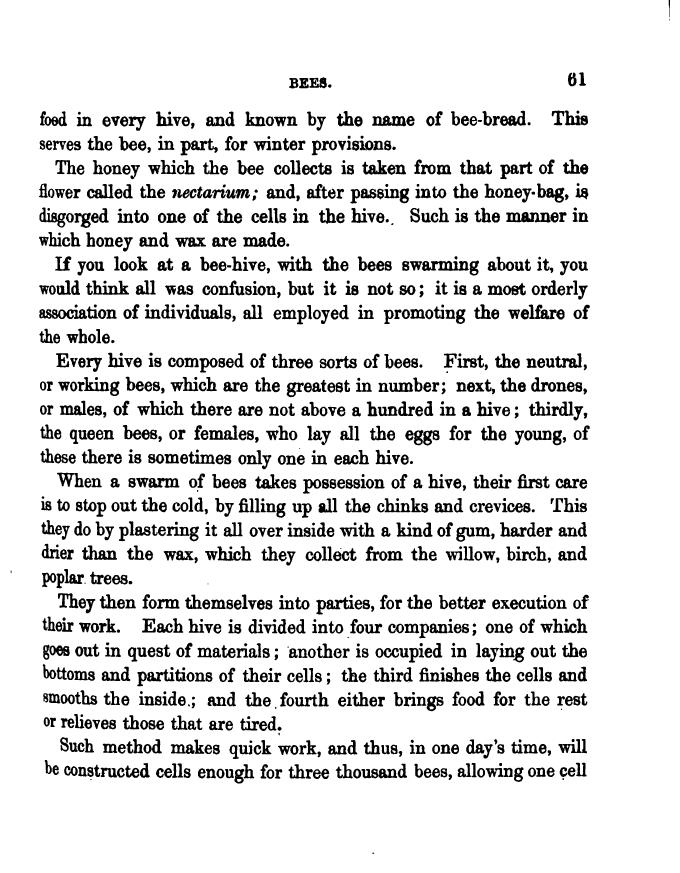 BEES. 61
food in every hive, and known by the name of bee-bread. This
serves the bee, in part, for winter provisions.
The honey which the bee collects is taken from that part of the
flower called the nectarium; and, after passing into the honey-bag, is
disgorged into one of the cells in the hive. Such is the manner in
which honey and wax are made.
If you look at a bee-hive, with the bees swarming about it, you
would think all was confusion, but it is not so; it is a most orderly
association of individuals, all employed in promoting the welfare of
the whole.
Every hive is composed of three sorts of bees. First, the neutral,
or working bees, which are the greatest in number; next, the drones,
or males, of which there are not above a hundred in a hive; thirdly,
the queen bees, or females, who lay all the eggs for the young, of
these there is sometimes only one in each hive.
When a swarm of bees takes possession of a hive, their first care
is to stop out the cold, by filling up all the chinks and crevices. This
they do by plastering it all over inside with a kind of gum, harder and
drier than the wax, which they collect from the willow, birch, and
poplar trees.
They then form themselves into parties, for the better execution of
their work. Each hive is divided into four companies; one of which
goes out in quest of materials; another is occupied in laying out the
bottoms and partitions of their cells; the third finishes the cells and
smooths the inside; and the fourth either brings food for the rest
or relieves those that are tired.
Such method makes quick work, and thus, in one day's time, will
be constructed cells enough for three thousand bees, allowing one cell